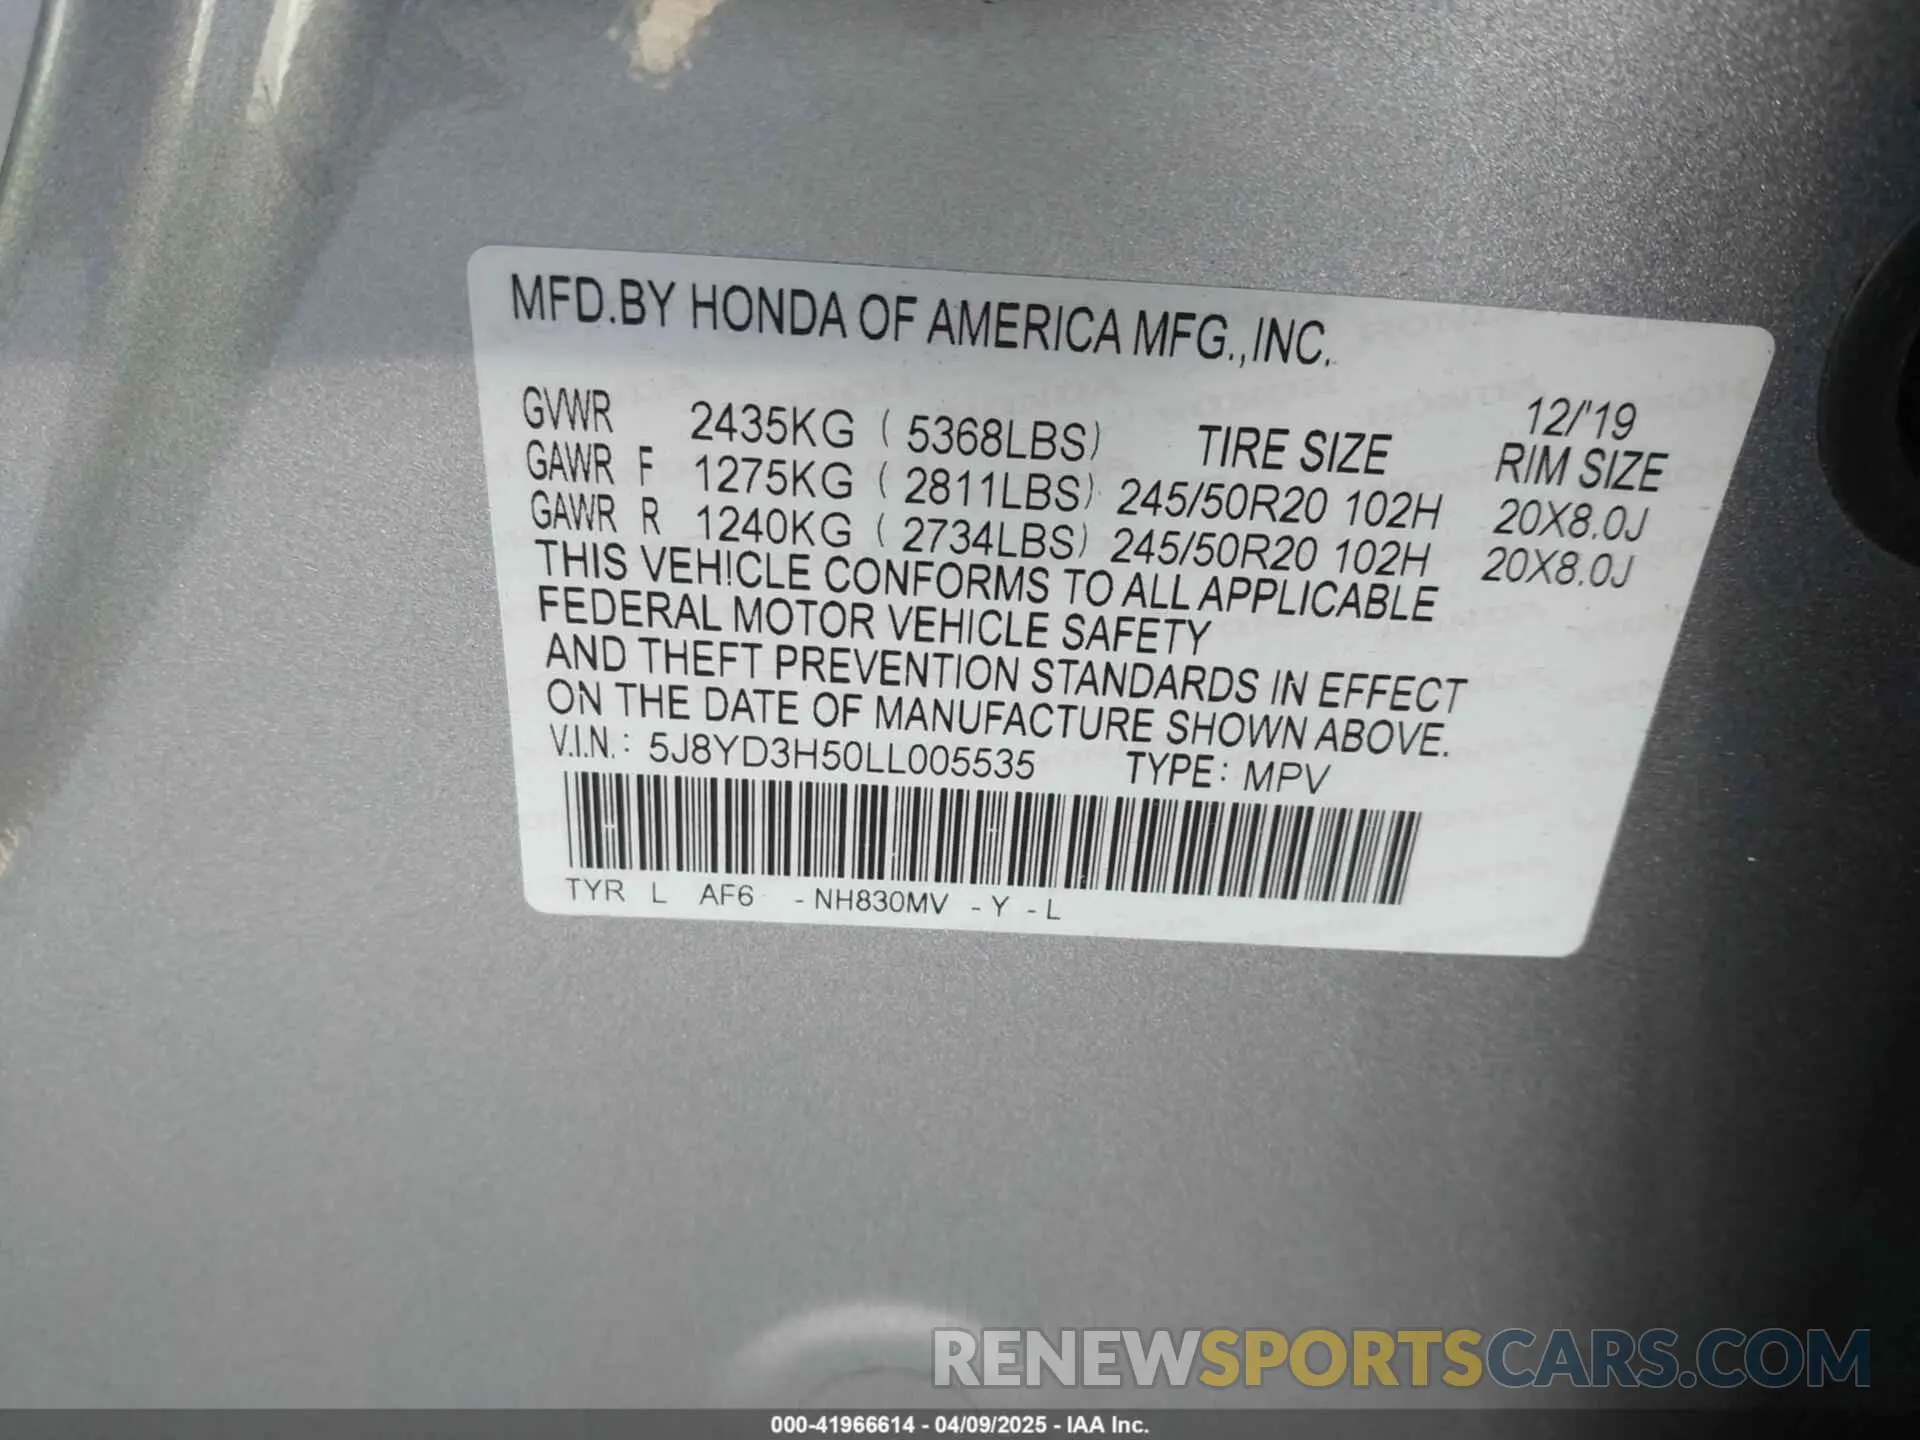 MFD.BY HONDA OF AMERICA MFG.,INC.
12/'19
GVWR 2435KG ( 5368LBS) TIRE SIZE RIM SIZE
GAWR F 1275KG ( 2811LBS) 245/50R20 102H 20X8.0J
GAWR R 1240KG ( 2734LBS) 245/50R20 102H 20X8.0J
THIS VEHICLE CONFORMS TO ALL APPLICABLE
FEDERAL MOTOR VEHICLE SAFETY
AND THEFT PREVENTION STANDARDS IN EFFECT
ON THE DATE OF MANUFACTURE SHOWN ABOVE.
V.I.N.: 5J8YD3H50LL005535 TYPE: MPV
TYR L AF6 - NH830MV - Y - L
RENEWSPORTSCARS.COM
000-41966614 - 04/09/2025 - IAA Inc.